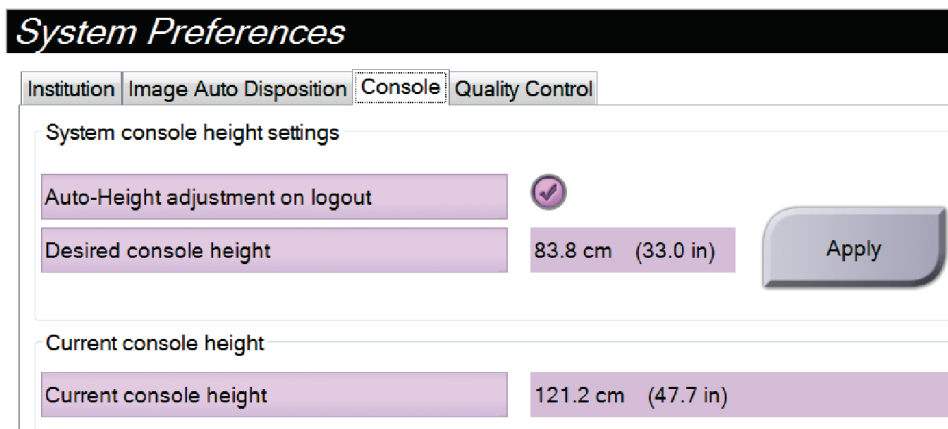 System Preferences
Institution Image Auto Disposition Console Quality Control
System console height settings
Auto-Height adjustment on logout
Desired console height 83.8 cm (33.0 in) Apply
Current console height
Current console height 121.2 cm (47.7 in)